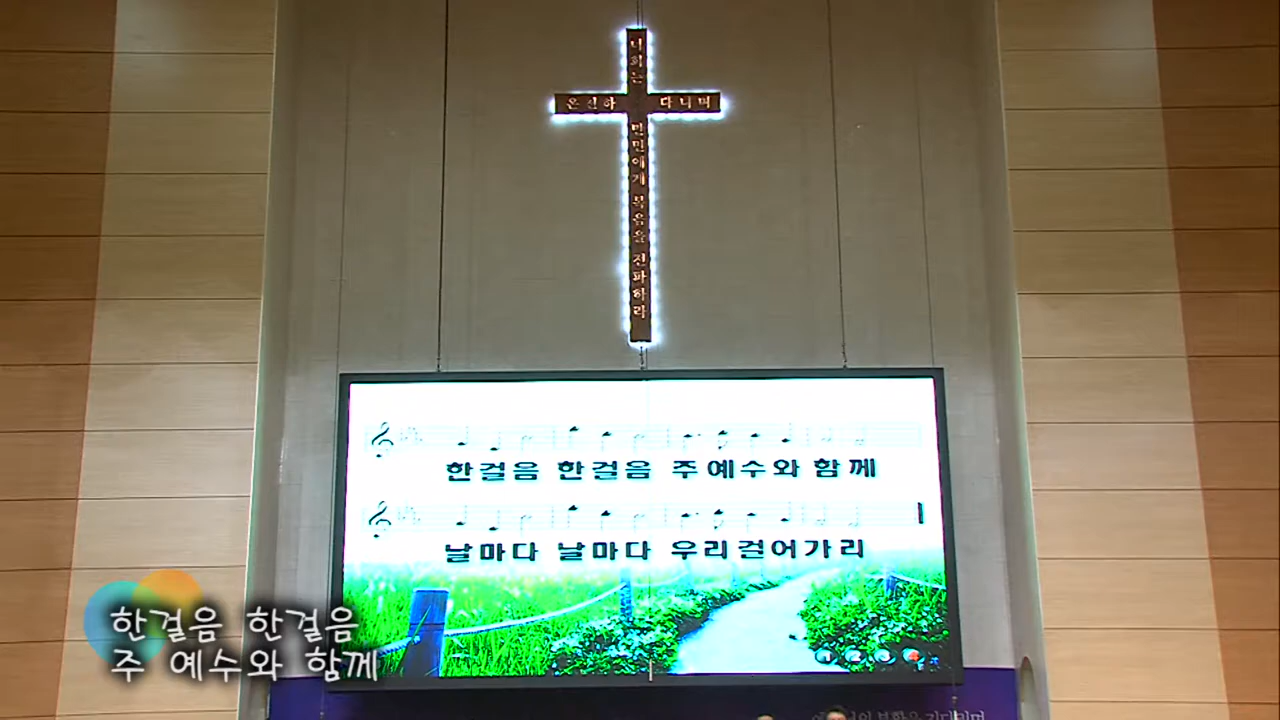 너희는
온천하 다니며
만민에게 복음을 전파하라
한걸음 한걸음 주예수와 함께
날마다 날마다 우리걸어가리
한걸음 한걸음
주 예수와 함께